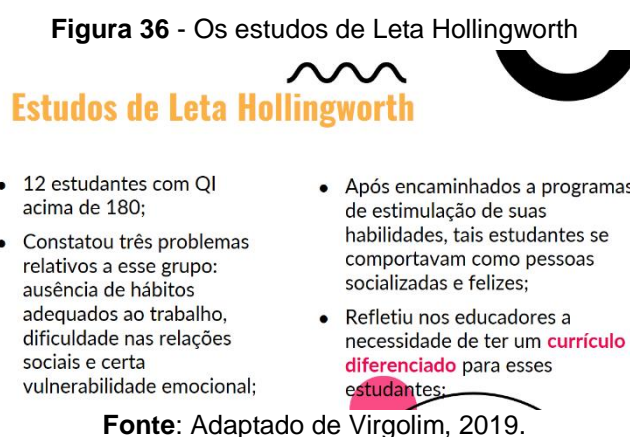 Figura 36 - Os estudos de Leta Hollingworth
Estudos de Leta Hollingworth
● 12 estudantes com QI
acima de 180;
● Constatou três problemas
relativos a esse grupo:
ausência de hábitos
adequados ao trabalho,
dificuldade nas relações
sociais e certa
vulnerabilidade emocional;
● Após encaminhados a programas
de estimulação de suas
habilidades, tais estudantes se
comportavam como pessoas
socializadas e felizes;
● Refletiu nos educadores a
necessidade de ter um currículo
diferenciado para esses
estudantes;
Fonte: Adaptado de Virgolim, 2019.